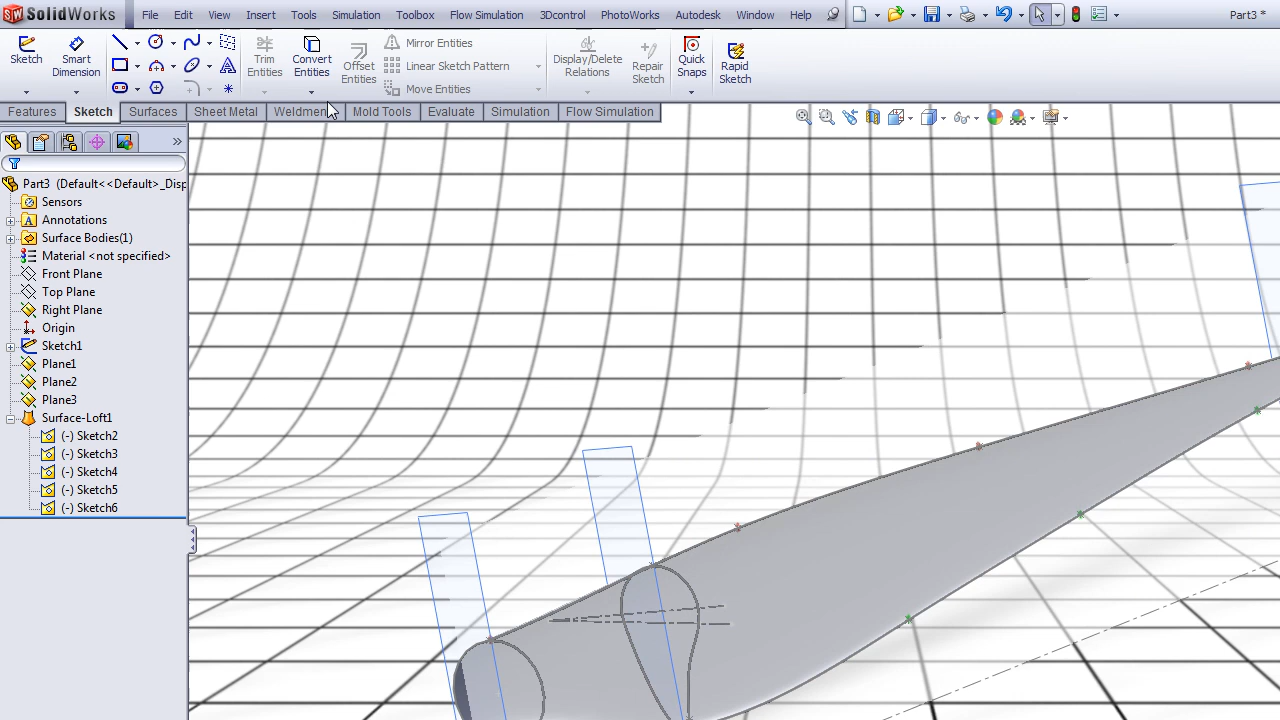 SolidWorks File Edit View Insert Tools Simulation Toolbox Flow Simulation 3Dcontrol PhotoWorks Autodesk Window Help Part3 *
Sketch Smart Dimension Trim Entities Convert Entities Offset Entities Mirror Entities Linear Sketch Pattern Move Entities Display/Delete Relations Repair Sketch Quick Snaps Rapid Sketch
Features Sketch Surfaces Sheet Metal Weldments Mold Tools Evaluate Simulation Flow Simulation
Part3 (Default<<Default>_Disp
Sensors
Annotations
Surface Bodies(1)
Material <not specified>
Front Plane
Top Plane
Right Plane
Origin
Sketch1
Plane1
Plane2
Plane3
Surface-Loft1
(-) Sketch2
(-) Sketch3
(-) Sketch4
(-) Sketch5
(-) Sketch6